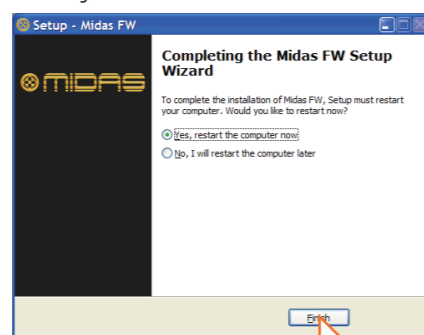 Setup - Midas FW
MIDAS
Completing the Midas FW Setup
Wizard
To complete the installation of Midas FW, Setup must restart
your computer. Would you like to restart now?
Yes, restart the computer now
No, I will restart the computer later
Finish